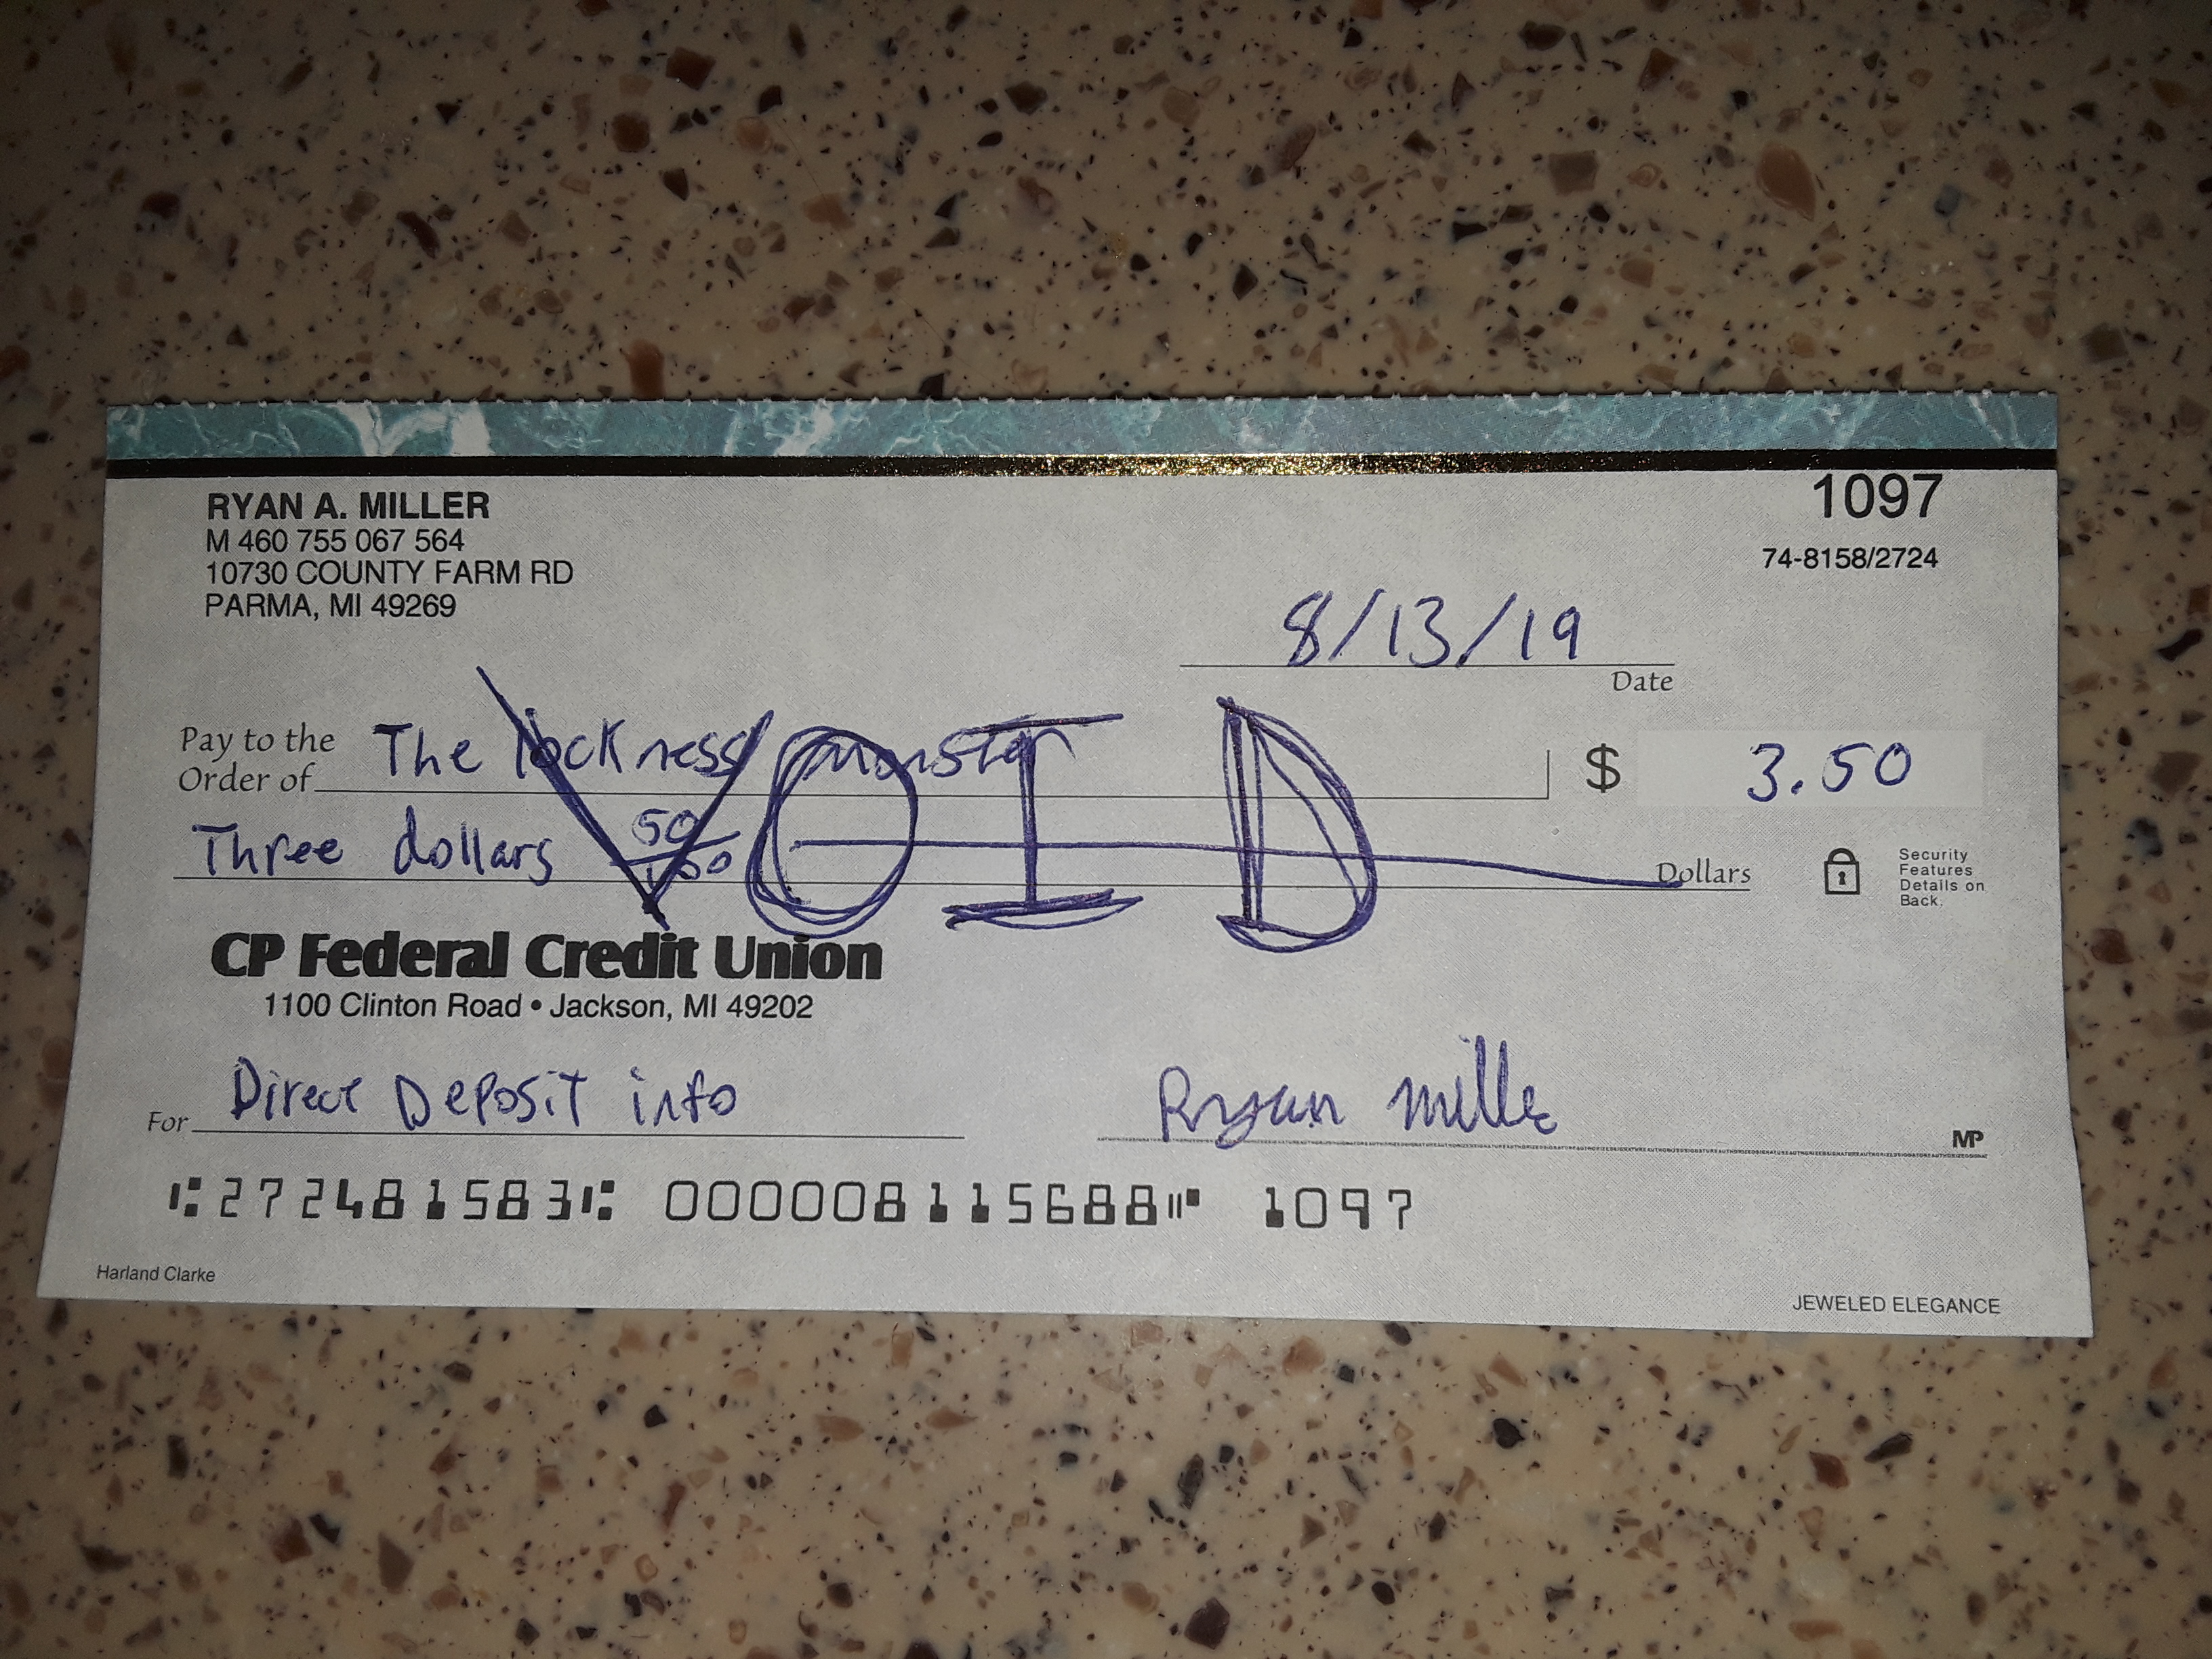 RYAN A. MILLER
M 460 755 067 564
10730 COUNTY FARM RD
PARMA, MI 49269
1097
74-8158/2724
8/13/19
Date
Pay to the
Order of The lockness monster $ 3.50
Three dollars 50/100 Dollars
VOID
Security
Features
Details on
Back.
CP Federal Credit Union
1100 Clinton Road • Jackson, MI 49202
For Direct Deposit info
Ryan Miller
MP
⑆272481583⑆ 000008115688⑈ 1097
Harland Clarke
JEWELED ELEGANCE